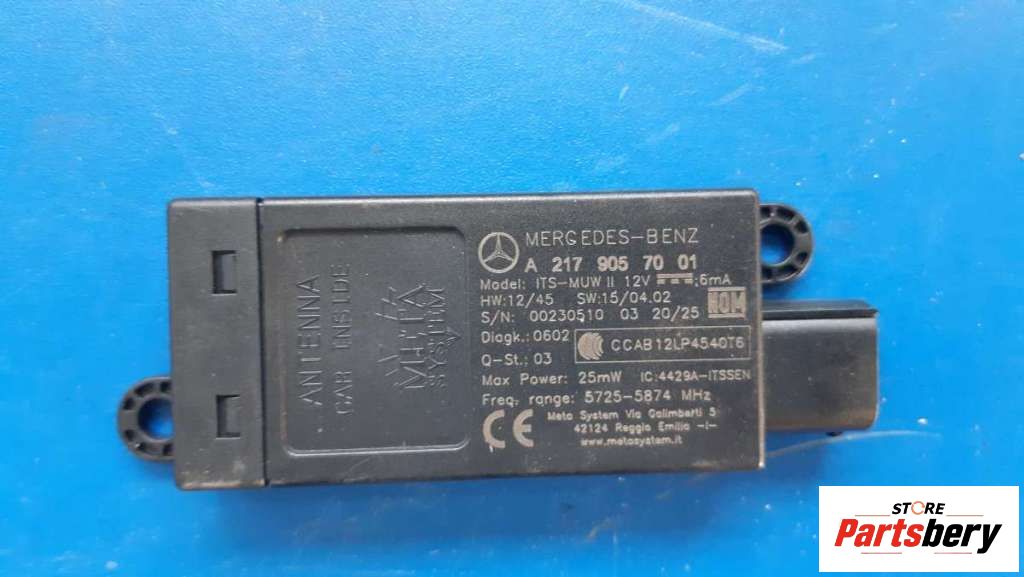 ANTENNA
CAR INSIDE
META
SYSTEM
MERCEDES-BENZ
A 217 905 70 01
Model: ITS-MUW II 12V ⎓;6mA
HW:12/45 SW:15/04.02
S/N: 00230510 03 20/25
Diagk.:0602
CCAB12LP4540T6
Q-St.: 03
Max Power: 25mW IC:4429A-ITSSEN
Freq. range: 5725-5874 MHz
CE
Meta System Via Galimberti 5
42124 Reggio Emilia -I-
www.metasystem.it
STORE
Partsbery